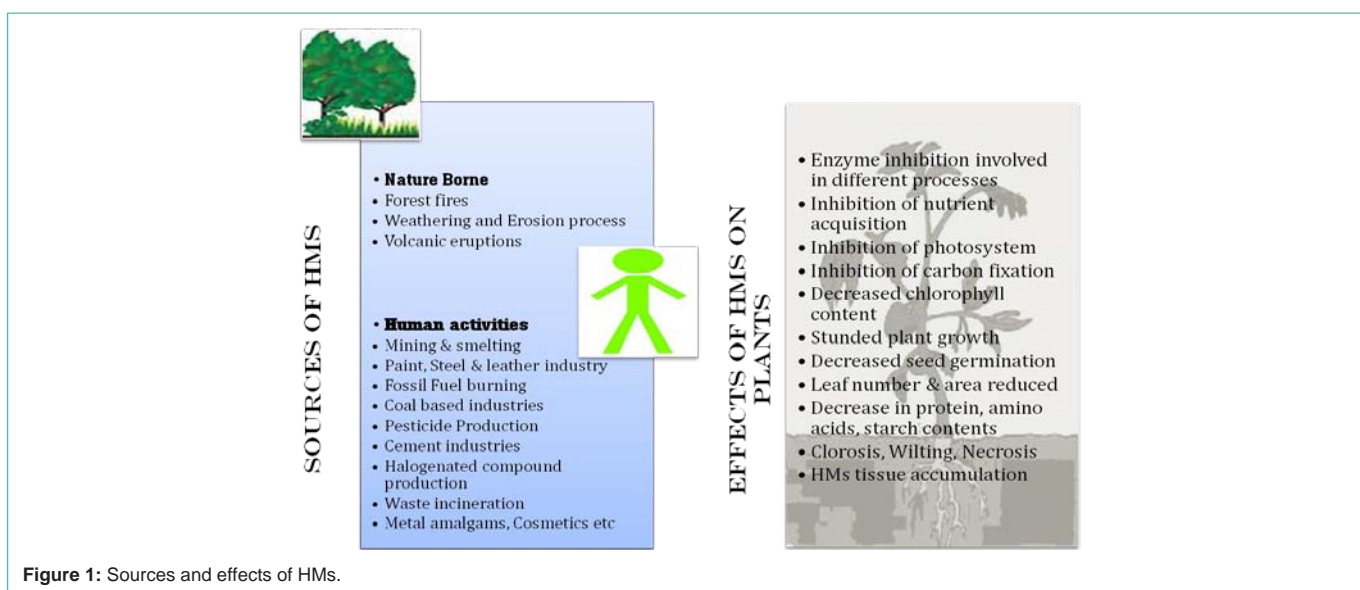 SOURCES OF HMS
• Nature Borne
• Forest fires
• Weathering and Erosion process
• Volcanic eruptions
• Human activities
• Mining & smelting
• Paint, Steel & leather industry
• Fossil Fuel burning
• Coal based industries
• Pesticide Production
• Cement industries
• Halogenated compound
production
• Waste incineration
• Metal amalgams, Cosmetics etc
EFFECTS OF HMS ON
PLANTS
• Enzyme inhibition involved
in different processes
• Inhibition of nutrient
acquisition
• Inhibition of photosystem
• Inhibition of carbon fixation
• Decreased chlorophyll
content
• Stunded plant growth
• Decreased seed germination
• Leaf number & area reduced
• Decrease in protein, amino
acids, starch contents
• Clorosis, Wilting, Necrosis
• HMs tissue accumulation
Figure 1: Sources and effects of HMs.